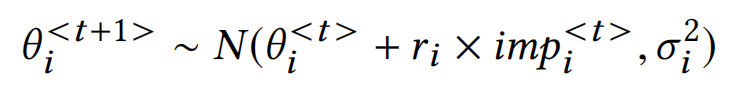 θ_i^{<t+1>} ~ N(θ_i^{<t>} + r_i × imp_i^{<t>}, σ_i^2)